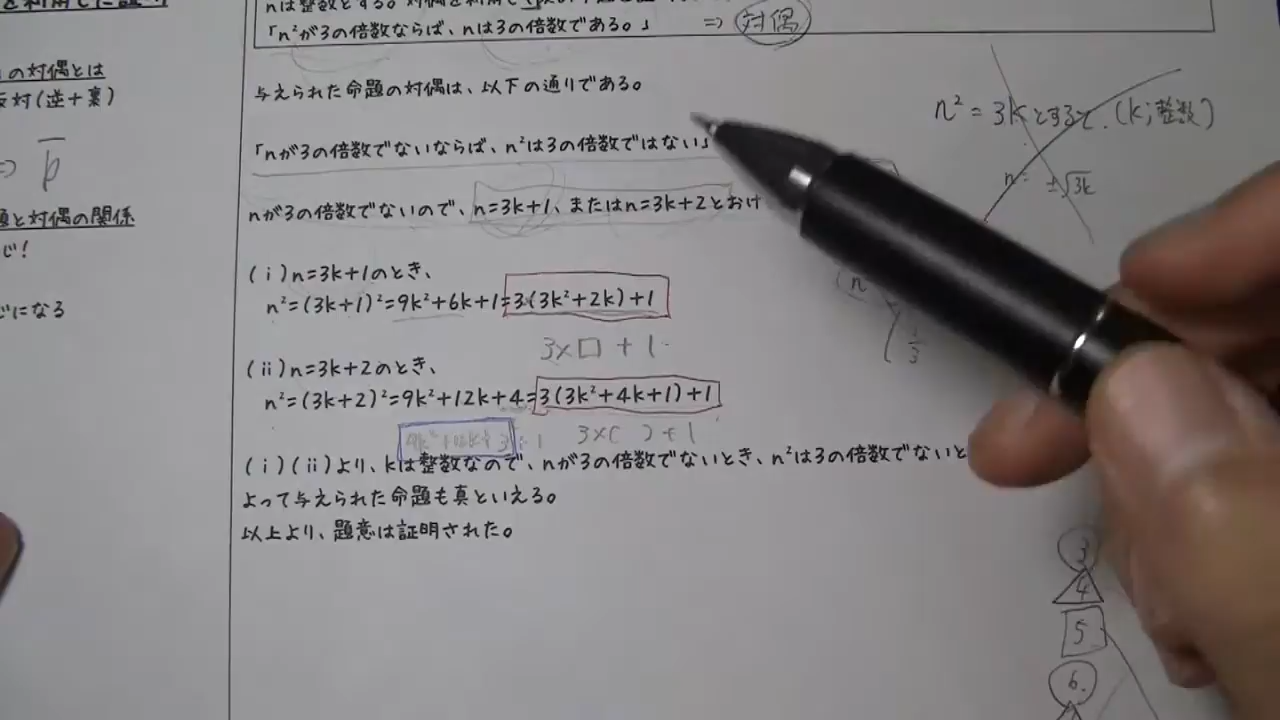 「n²が3の倍数ならば、nは3の倍数である。」 ⇒ 対偶
の対偶とは
反対(逆+裏)
⇒ p̅
題と対偶の関係
じ!
じになる
与えられた命題の対偶は、以下の通りである。
「nが3の倍数でないならば、n²は3の倍数ではない」
nが3の倍数でないので、n=3k+1、またはn=3k+2とおけ
(i)n=3k+1のとき、
n²=(3k+1)²=9k²+6k+1=3(3k²+2k)+1
3×□+1
(ii)n=3k+2のとき、
n²=(3k+2)²=9k²+12k+4=3(3k²+4k+1)+1
9k²+12k+3+1 3×( )+1
(i)(ii)より、kは整数なので、nが3の倍数でないとき、n²は3の倍数でないと
よって与えられた命題も真といえる。
以上より、題意は証明された。
n²=3kとすると、(k;整数)
n= ±√3k
n
1/3
3
4
5
6.